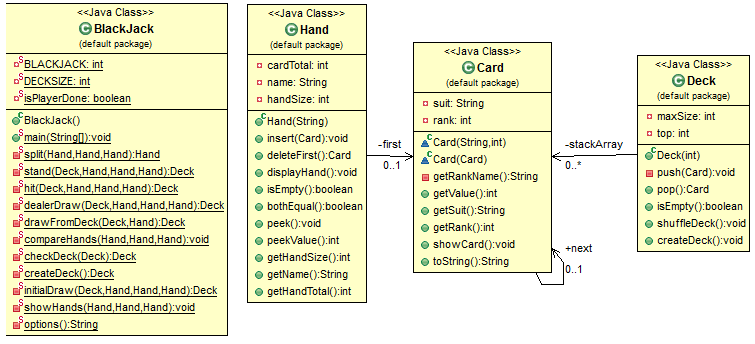 <<Java Class>>
BlackJack
(default package)
BLACKJACK: int
DECKSIZE: int
isPlayerDone: boolean
BlackJack()
main(String[]):void
split(Hand,Hand,Hand):Hand
stand(Deck,Hand,Hand,Hand):Deck
hit(Deck,Hand,Hand,Hand):Deck
dealerDraw(Deck,Hand,Hand,Hand):Deck
drawFromDeck(Deck,Hand):Deck
compareHands(Hand,Hand,Hand):void
checkDeck(Deck):Deck
createDeck():Deck
initialDraw(Deck,Hand,Hand,Hand):Deck
showHands(Hand,Hand,Hand):void
options():String
<<Java Class>>
Hand
(default package)
cardTotal: int
name: String
handSize: int
Hand(String)
insert(Card):void
deleteFirst():Card
displayHand():void
isEmpty():boolean
bothEqual():boolean
peek():void
peekValue():int
getHandSize():int
getName():String
getHandTotal():int
-first
0..1
<<Java Class>>
Card
(default package)
suit: String
rank: int
Card(String,int)
Card(Card)
getRankName():String
getValue():int
getSuit():String
getRank():int
showCard():void
toString():String
+next
0..1
-stackArray
0..*
<<Java Class>>
Deck
(default package)
maxSize: int
top: int
Deck(int)
push(Card):void
pop():Card
isEmpty():boolean
shuffleDeck():void
createDeck():void